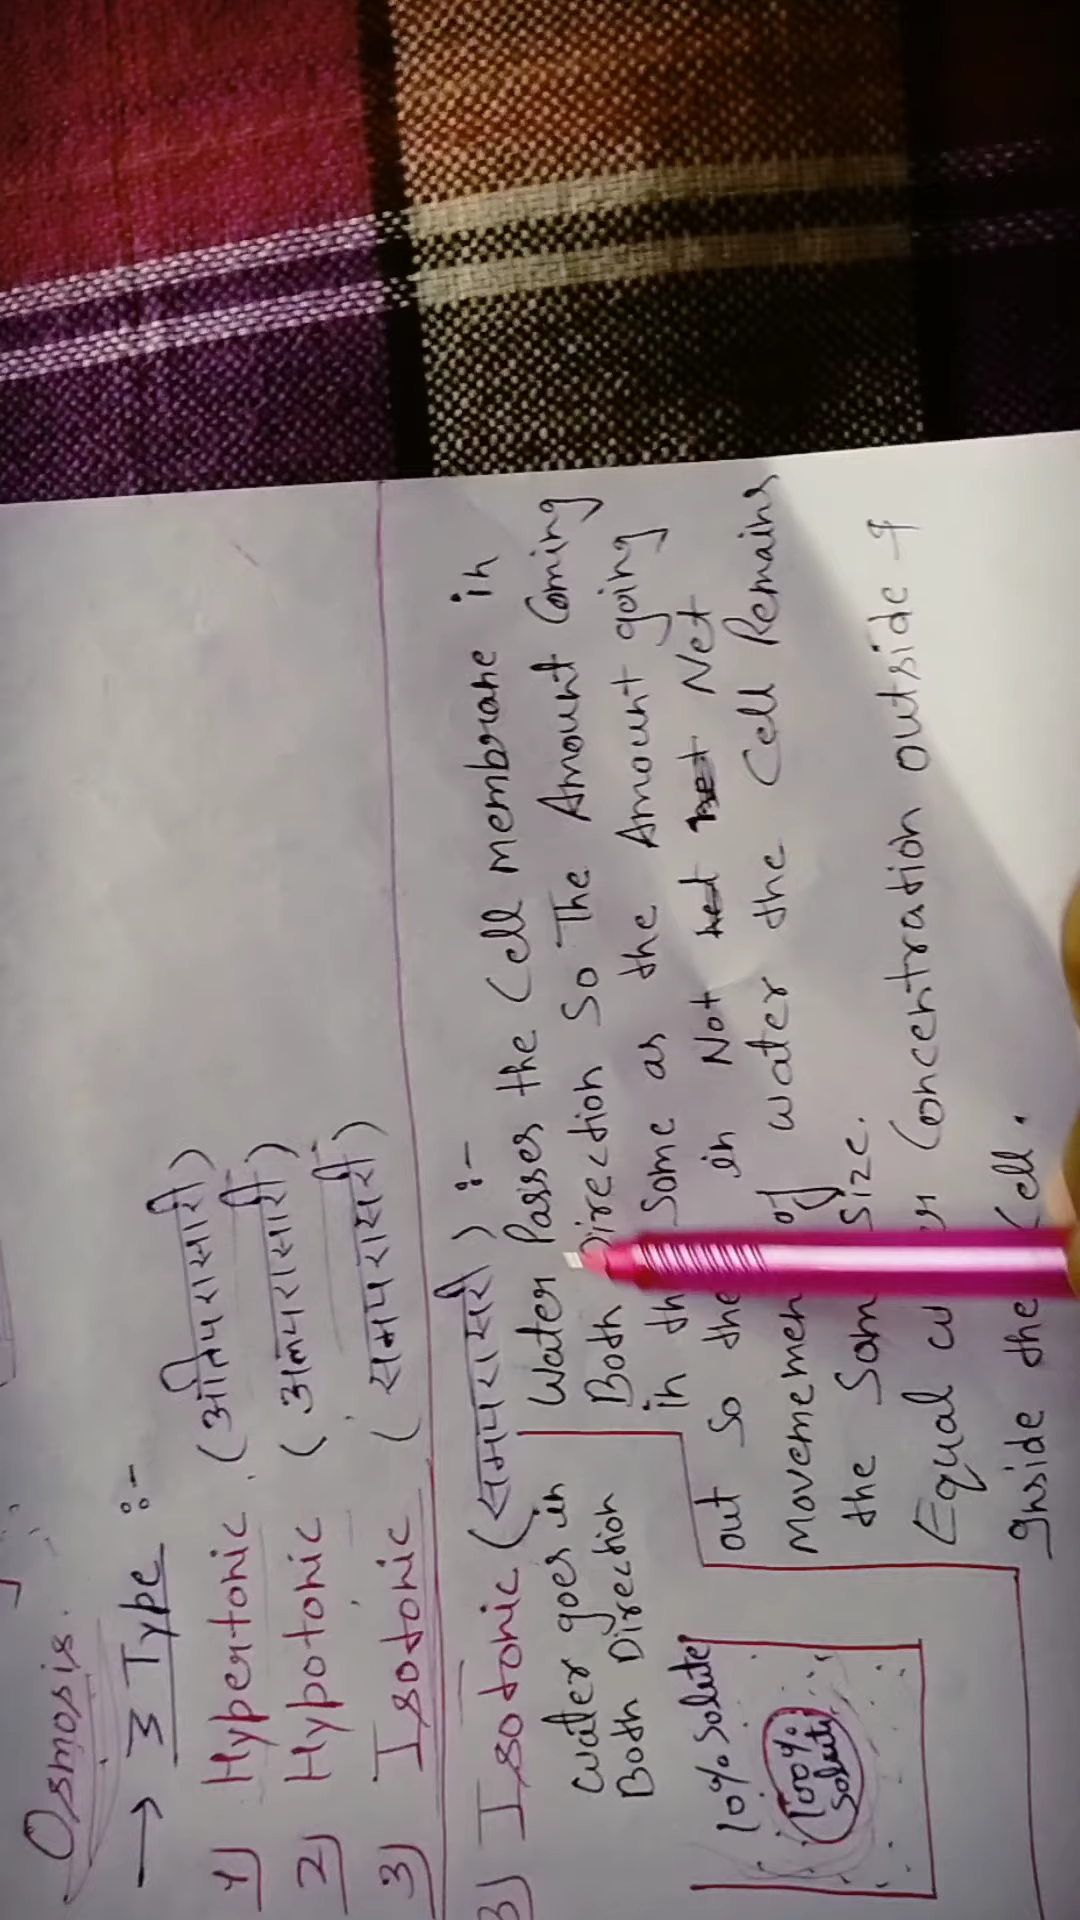 Osmosis.
→ 3 Type :-
1) Hypertonic (अतिपरासारी)
2) Hypotonic (अल्पपरासारी)
3) Isotonic (समपरासरी)
3) Isotonic (समपरासरी) :-
Water goes in
Both Direction
10% Solute
100%
Solute
Water Passes the Cell membrane in
Both Direction So The Amount Coming
in the Same as the Amount going
out So the in Not Net
movement of water the Cell Remains
the Same Size.
Equal Concentration outside
Inside the Cell.